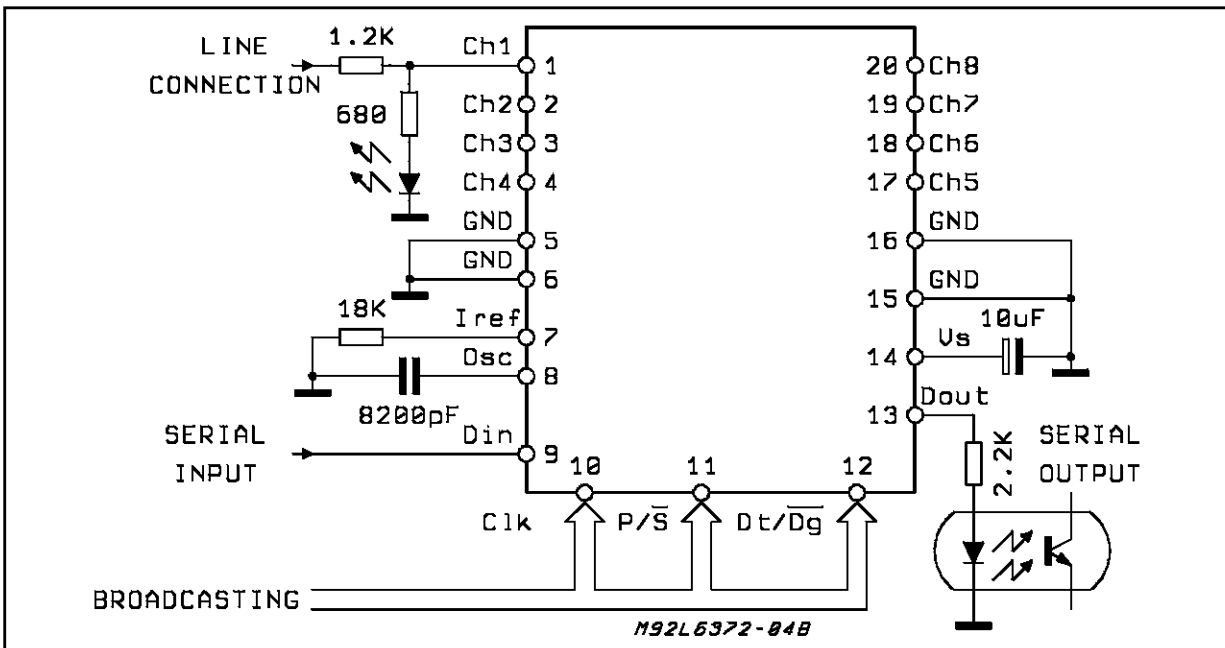 LINE
CONNECTION
1.2K
680
Ch1
1
Ch2
2
Ch3
3
Ch4
4
GND
5
GND
6
18K
Iref
7
Osc
8
8200pF
SERIAL
INPUT
Din
9
20 Ch8
19 Ch7
18 Ch6
17 Ch5
GND
16
GND
15
10uF
Vs
14
Dout
13
2.2K
SERIAL
OUTPUT
10
11
12
Clk
P/S̅
Dt/D̅g̅
BROADCASTING
M92L6372-04B